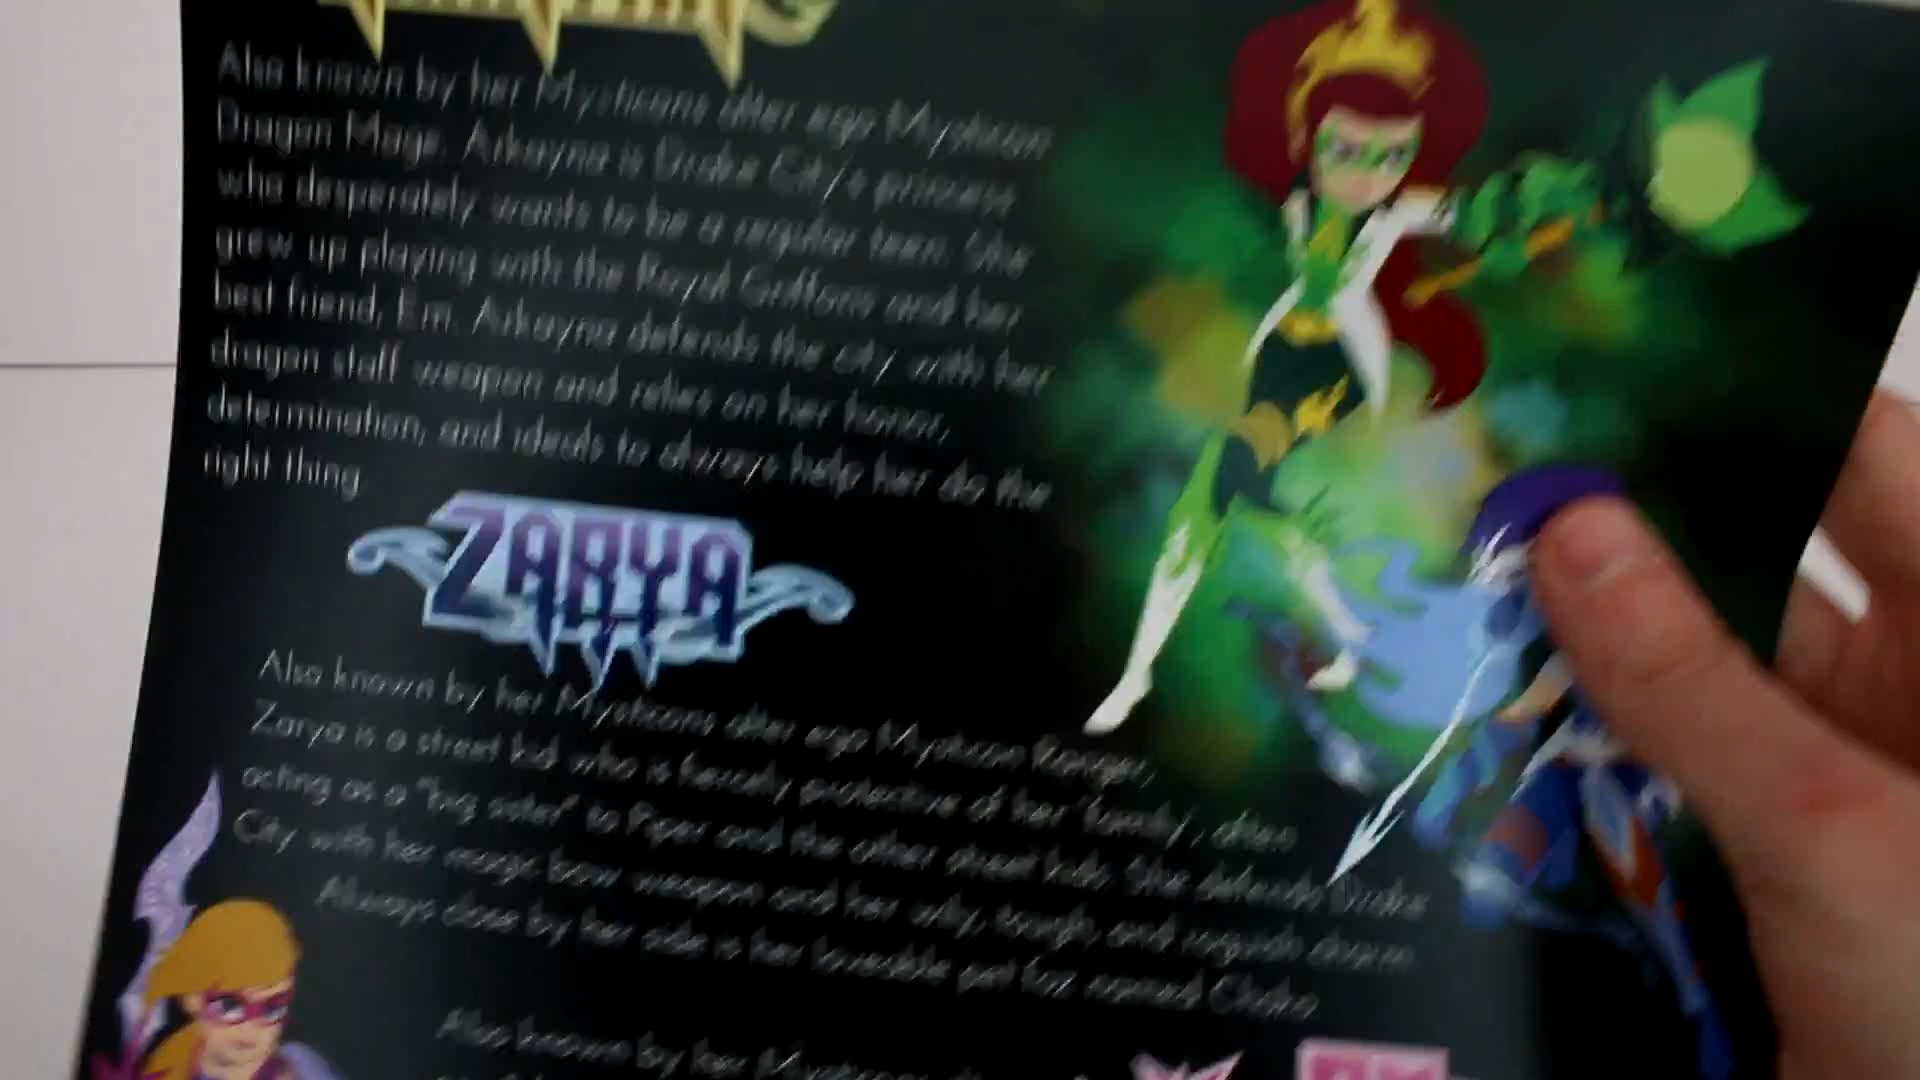 Also known by her Mysticons alter ego Mysticon
Dragon Mage, Arkayna is Drake City's princess
who desperately wants to be a regular teen. She
grew up playing with the Royal Griffons and her
best friend, Em. Arkayna defends the city with her
dragon staff weapon and relies on her honor,
determination, and ideals to always help her do the
right thing
ZARYA
Also known by her Mysticons alter ego Mysticon Ranger,
Zarya is a street kid who is fiercely protective of her "family", often
acting as a "big sister" to Piper and the other street kids. She defends Drake
City with her magic bow weapon and her wily, tough, and roguish charm
Always close by her side is her loveable pet fox named Choko
Also known by her Mysticons